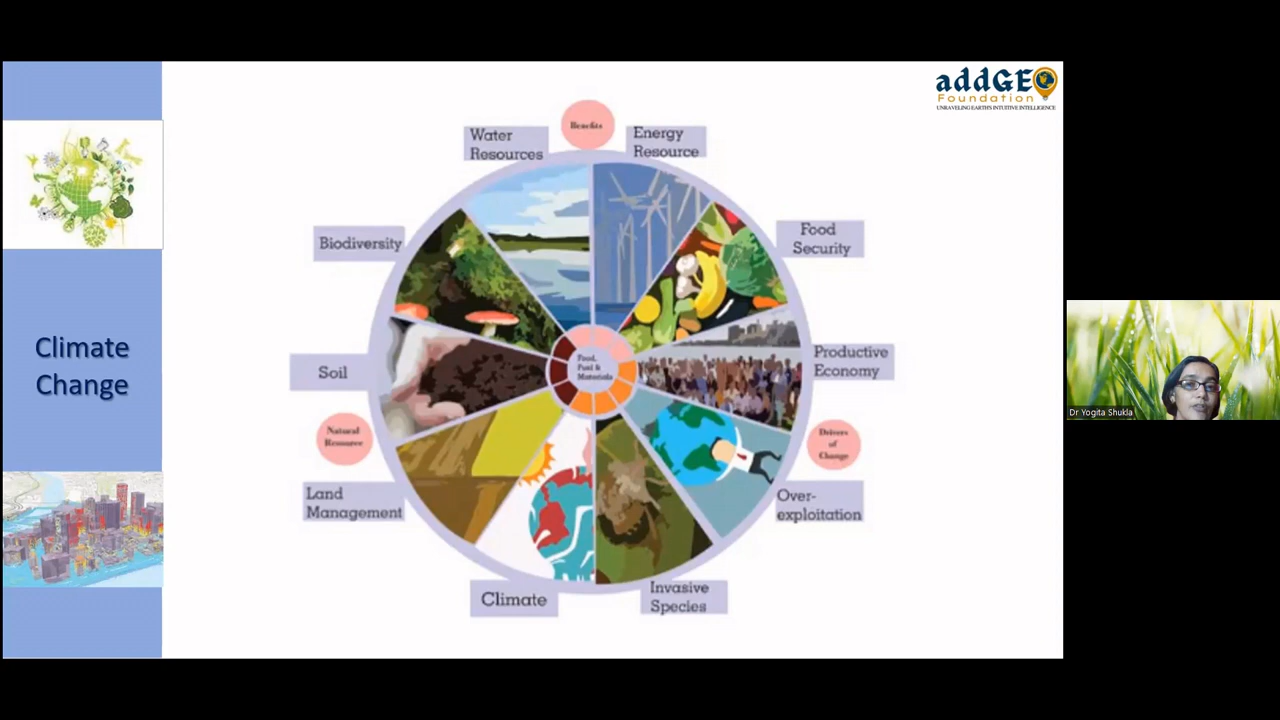 addGEO
Foundation
UNRAVELING EARTH'S INTUITIVE INTELLIGENCE
Climate
Change
Benefits
Water
Resources
Energy
Resource
Biodiversity
Food
Security
Soil
Food,
Fuel &
Materials
Productive
Economy
Natural
Resource
Drivers
of
Change
Land
Management
Over-
exploitation
Climate
Invasive
Species
Dr Yogita Shukla